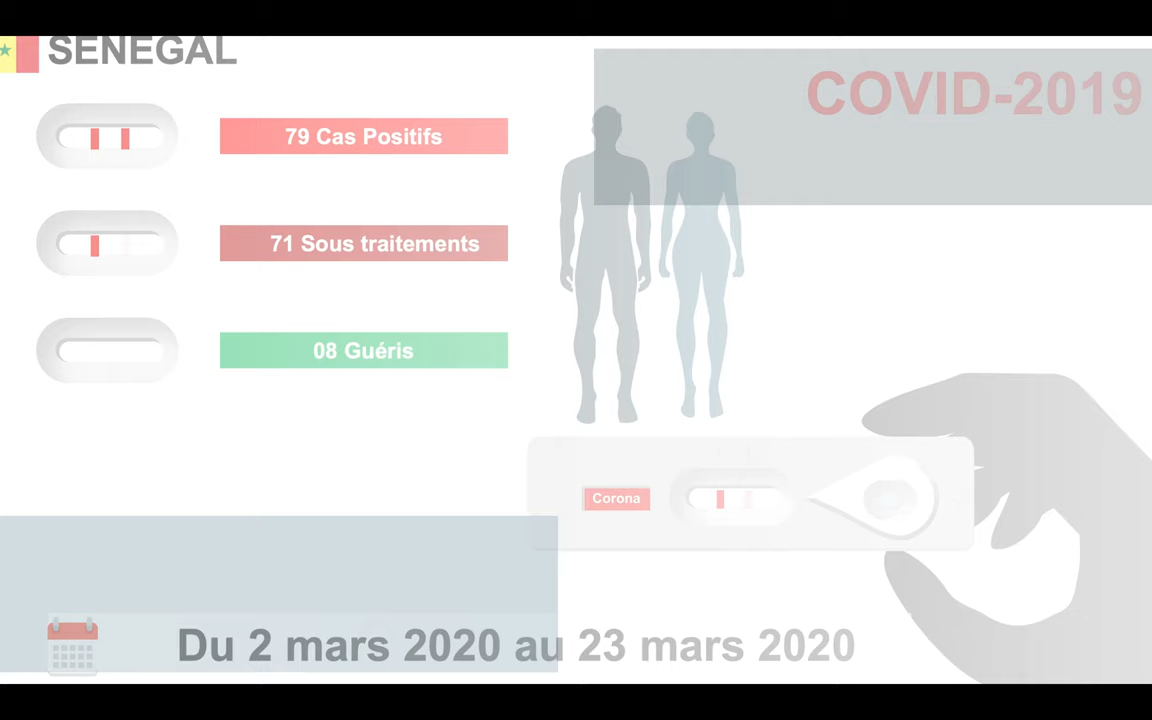 SENEGAL
COVID-2019
79 Cas Positifs
71 Sous traitements
08 Guéris
Corona
Du 2 mars 2020 au 23 mars 2020